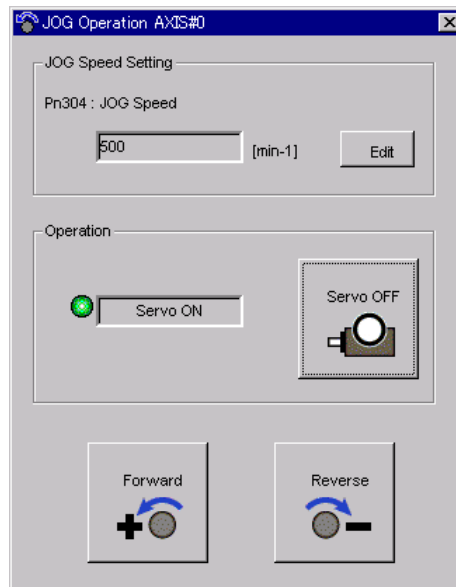 JOG Operation AXIS#0
JOG Speed Setting
Pn304 : JOG Speed
500 [min-1] Edit
Operation
Servo ON
Servo OFF
Forward
Reverse